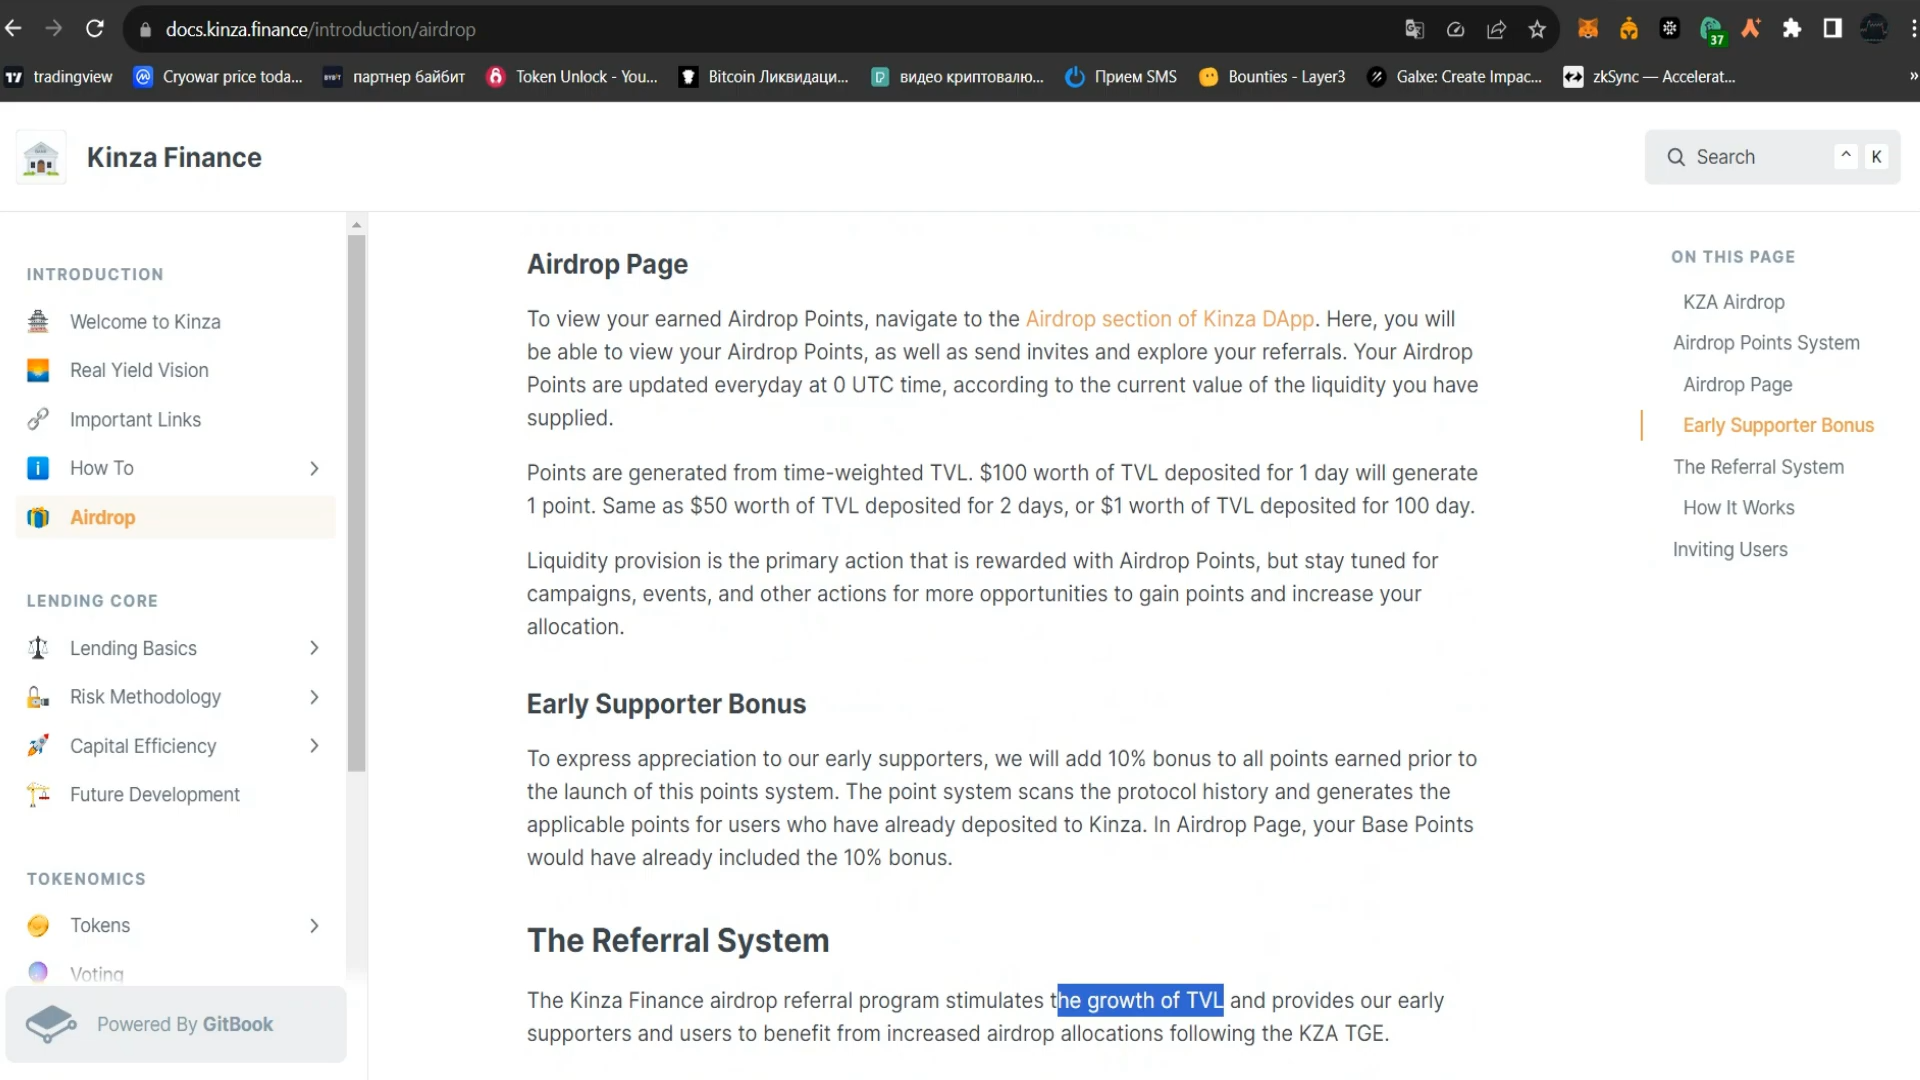 docs.kinza.finance/introduction/airdrop
37
tradingview
Cryowar price toda...
BYBIT
партнер байбит
Token Unlock - You...
Bitcoin Ликвидаци...
видео криптовалю...
Прием SMS
Bounties - Layer3
Galxe: Create Impac...
zkSync — Accelerat...
»
Kinza Finance
Search
^ K
INTRODUCTION
Welcome to Kinza
Real Yield Vision
Important Links
How To
Airdrop
LENDING CORE
Lending Basics
Risk Methodology
Capital Efficiency
Future Development
TOKENOMICS
Tokens
Voting
Powered By GitBook
Airdrop Page
To view your earned Airdrop Points, navigate to the Airdrop section of Kinza DApp. Here, you will
be able to view your Airdrop Points, as well as send invites and explore your referrals. Your Airdrop
Points are updated everyday at 0 UTC time, according to the current value of the liquidity you have
supplied.
Points are generated from time-weighted TVL. $100 worth of TVL deposited for 1 day will generate
1 point. Same as $50 worth of TVL deposited for 2 days, or $1 worth of TVL deposited for 100 day.
Liquidity provision is the primary action that is rewarded with Airdrop Points, but stay tuned for
campaigns, events, and other actions for more opportunities to gain points and increase your
allocation.
Early Supporter Bonus
To express appreciation to our early supporters, we will add 10% bonus to all points earned prior to
the launch of this points system. The point system scans the protocol history and generates the
applicable points for users who have already deposited to Kinza. In Airdrop Page, your Base Points
would have already included the 10% bonus.
The Referral System
The Kinza Finance airdrop referral program stimulates the growth of TVL and provides our early
supporters and users to benefit from increased airdrop allocations following the KZA TGE.
ON THIS PAGE
KZA Airdrop
Airdrop Points System
Airdrop Page
Early Supporter Bonus
The Referral System
How It Works
Inviting Users